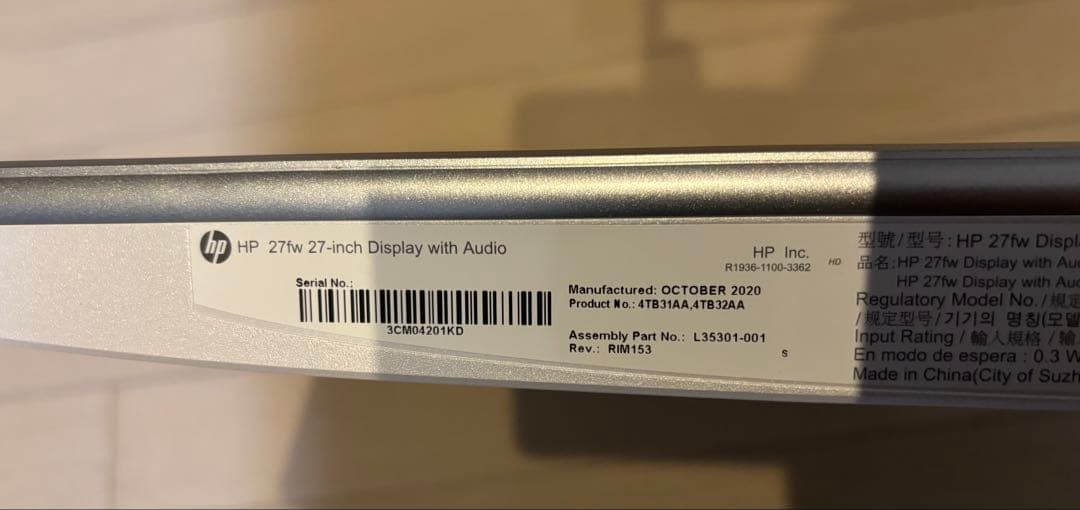 hp HP 27fw 27-inch Display with Audio
Serial No.:
3CM04201KD
HP Inc.
R1936-1100-3362
HD
Manufactured: OCTOBER 2020
Product No.: 4TB31AA,4TB32AA
Assembly Part No.: L35301-001
Rev.: RIM153
S
型號/型号: HP 27fw Displ
品名:HP 27fw Display with Au
HP 27fw Display with Au
Regulatory Model No. / 規定
/规定型号/기기의 명칭(모델
Input Rating / 輸入規格 / 输
En modo de espera : 0.3 W
Made in China(City of Suzh